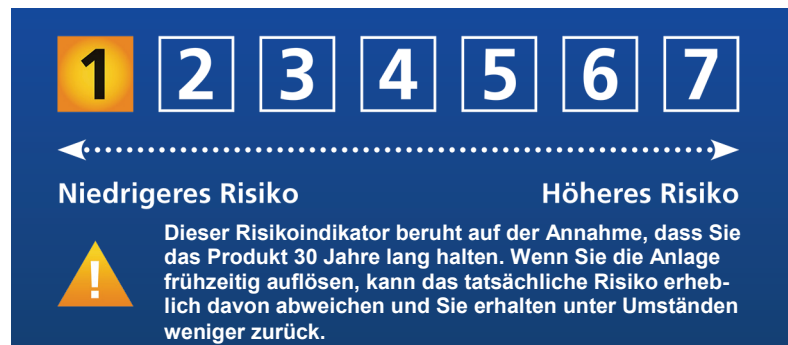 1 2 3 4 5 6 7
Niedrigeres Risiko Höheres Risiko
Dieser Risikoindikator beruht auf der Annahme, dass Sie
das Produkt 30 Jahre lang halten. Wenn Sie die Anlage
frühzeitig auflösen, kann das tatsächliche Risiko erheb-
lich davon abweichen und Sie erhalten unter Umständen
weniger zurück.